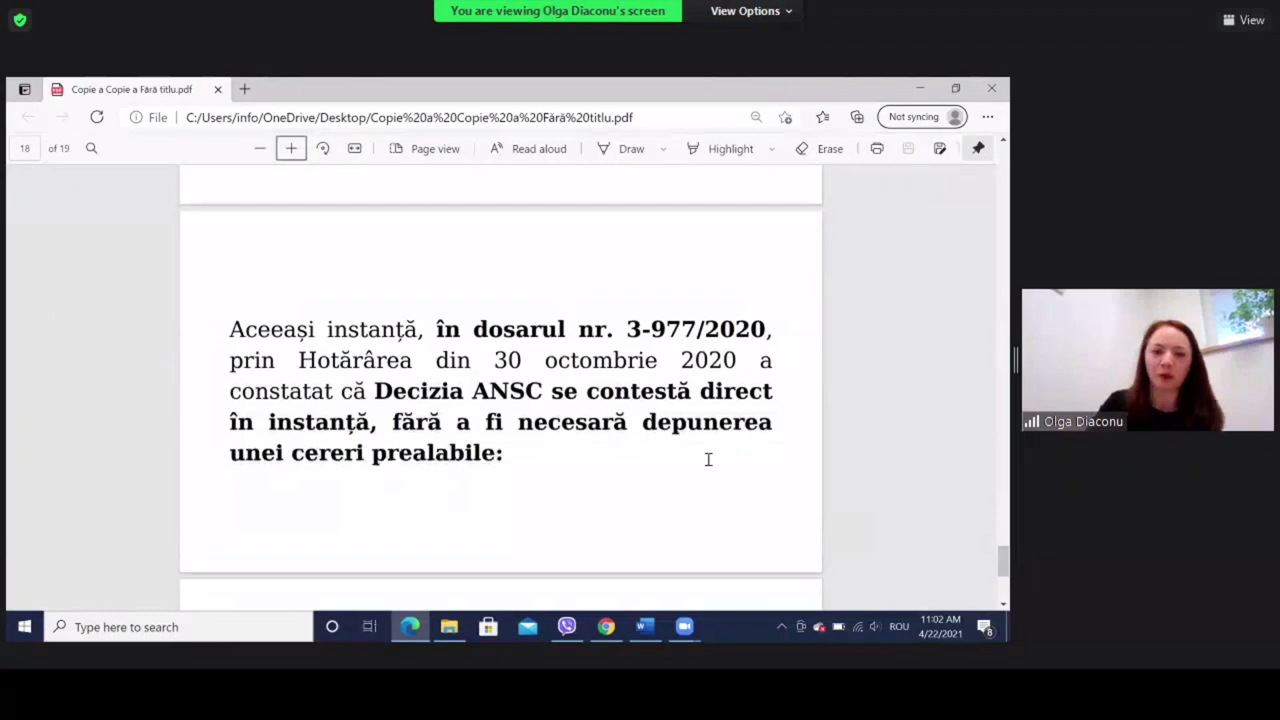 You are viewing Olga Diaconu's screen
View Options
View
Copie a Copie a Fără titlu.pdf
File
C:/Users/info/OneDrive/Desktop/Copie%20a%20Copie%20a%20Fără%20titlu.pdf
Not syncing
18 of 19
Page view
Read aloud
Draw
Highlight
Erase
Aceeași instanță, în dosarul nr. 3-977/2020,
prin Hotărârea din 30 octombrie 2020 a
constatat că Decizia ANSC se contestă direct
în instanță, fără a fi necesară depunerea
unei cereri prealabile:
Olga Diaconu
Type here to search
ROU
11:02 AM
4/22/2021
8